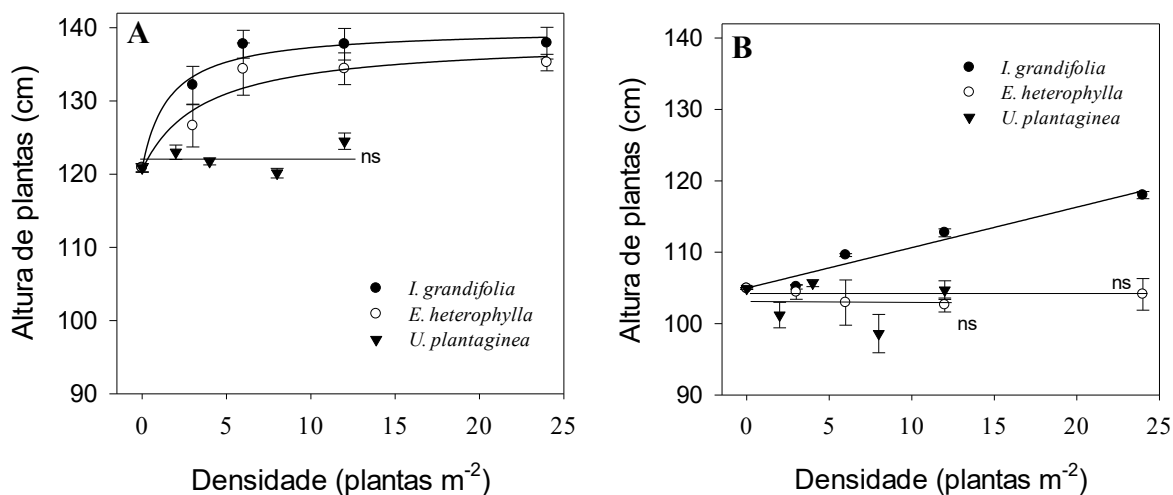 A
Altura de plantas (cm)
140
130
120
110
100
90
ns
I. grandifolia
E. heterophylla
U. plantaginea
0
5
10
15
20
25
Densidade (plantas m-2)
B
Altura de plantas (cm)
140
130
120
110
100
90
I. grandifolia
E. heterophylla
U. plantaginea
ns
ns
0
5
10
15
20
25
Densidade (plantas m-2)